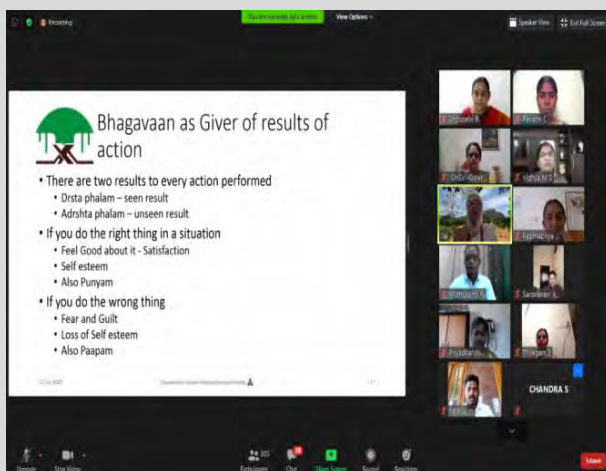 Recording
View Options
Speaker View
Exit Full Screen
Bhagavaan as Giver of results of
action
• There are two results to every action performed
• Drsta phalam – seen result
• Adrshta phalam – unseen result
• If you do the right thing in a situation
• Feel Good about it - Satisfaction
• Self esteem
• Also Punyam
• If you do the wrong thing
• Fear and Guilt
• Loss of Self esteem
• Also Paapam
Vidhya M S
CHANDRA S
Participants
Chat
Share Screen
Record
Reactions
Leave